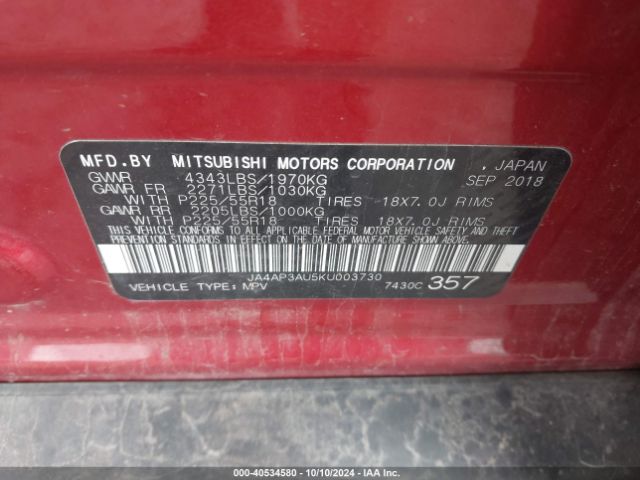 MFD.BY MITSUBISHI MOTORS CORPORATION , JAPAN
GVWR 4343LBS/1970KG SEP 2018
GAWR FR 2271LBS/1030KG
WITH P225/55R18 TIRES 18X7.0J RIMS
GAWR RR 2205LBS/1000KG
WITH P225/55R18 TIRES 18X7.0J RIMS
THIS VEHICLE CONFORMS TO ALL APPLICABLE FEDERAL MOTOR VEHICLE SAFETY BUMPER AND THEFT
PREVENTION STANDARDS IN EFFECT ON THE DATE OF MANUFACTURE SHOWN ABOVE.
JA4AP3AU5KU003730
VEHICLE TYPE: MPV 7430C 357
000-40534580 - 10/10/2024 - IAA Inc.